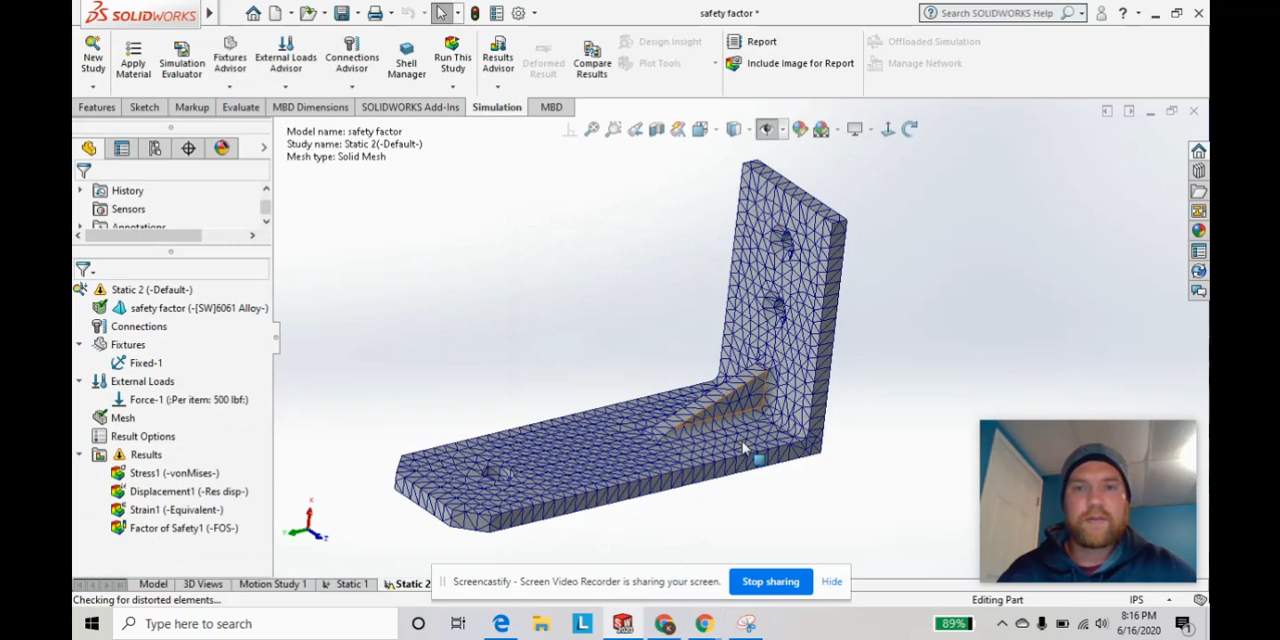 SOLIDWORKS
safety factor *
Search SOLIDWORKS Help
?
New Study
Apply Material
Simulation Evaluator
Fixtures Advisor
External Loads Advisor
Connections Advisor
Shell Manager
Run This Study
Results Advisor
Deformed Result
Compare Results
Design Insight
Plot Tools
Report
Include Image for Report
Offloaded Simulation
Manage Network
Features
Sketch
Markup
Evaluate
MBD Dimensions
SOLIDWORKS Add-Ins
Simulation
MBD
Model name: safety factor
Study name: Static 2(-Default-)
Mesh type: Solid Mesh
History
Sensors
Annotations
Static 2 (-Default-)
safety factor (-[SW]6061 Alloy-)
Connections
Fixtures
Fixed-1
External Loads
Force-1 (:Per item: 500 lbf:)
Mesh
Result Options
Results
Stress1 (-vonMises-)
Displacement1 (-Res disp-)
Strain1 (-Equivalent-)
Factor of Safety1 (-FOS-)
Model
3D Views
Motion Study 1
Static 1
Static 2
Screencastify - Screen Video Recorder is sharing your screen.
Stop sharing
Hide
Checking for distorted elements...
Editing Part
IPS
Type here to search
89%
8:16 PM
6/16/2020